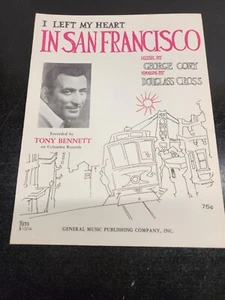 I LEFT MY HEART
IN SAN FRANCISCO
MUSIC BY
GEORGE CORY
WORDS BY
DOUGLASS CROSS
Recorded by
TONY BENNETT
on Columbia Records
75¢
GENERAL MUSIC PUBLISHING COMPANY, INC.